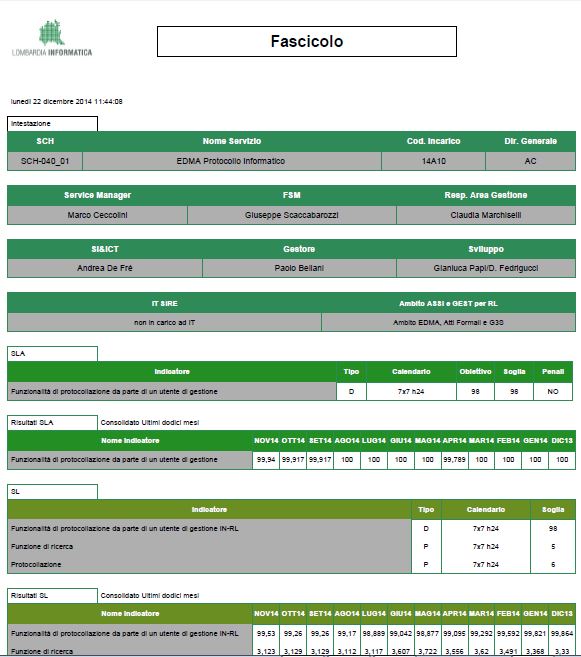 Fascicolo
LOMBARDIA INFORMATICA
lunedì 22 dicembre 2014 11:44:08
Intestazione
SCH Nome Servizio Cod. Incarico Dir. Generale
SCH-040_01 EDMA Protocollo Informatico 14A10 AC
Service Manager FSM Resp. Area Gestione
Marco Ceccolini Giuseppe Scaccabarozzi Claudia Marchiselli
SI&ICT Gestore Sviluppo
Andrea De Frè Paolo Bellani Gianluca Papi/D. Fedrigucci
IT SIRE Ambito ASSI e GEST per RL
non in carico ad IT Ambito EDMA, Atti Formali e G3S
SLA
Indicatore Tipo Calendario Obiettivo Soglia Penali
Funzionalità di protocollazione da parte di un utente di gestione D 7x7 h24 98 98 NO
Risultati SLA Consolidato Ultimi dodici mesi
Nome Indicatore NOV14 OTT14 SET14 AGO14 LUG14 GIU14 MAG14 APR14 MAR14 FEB14 GEN14 DIC13
Funzionalità di protocollazione da parte di un utente di gestione 99,94 99,917 99,917 100 100 100 100 99,789 100 100 100 100
SL
Indicatore Tipo Calendario Soglia
Funzionalità di protocollazione da parte di un utente di gestione IN-RL D 7x7 h24 98
Funzione di ricerca P 7x7 h24 5
Protocollazione P 7x7 h24 6
Risultati SL Consolidato Ultimi dodici mesi
Nome Indicatore NOV14 OTT14 SET14 AGO14 LUG14 GIU14 MAG14 APR14 MAR14 FEB14 GEN14 DIC13
Funzionalità di protocollazione da parte di un utente di gestione IN-RL 99,53 99,26 99,26 99,17 98,889 99,042 98,877 99,095 99,292 99,592 99,821 99,864
Funzione di ricerca 3,123 3,129 3,129 3,112 3,117 3,607 3,722 3,556 3,62 3,491 3,368 3,33